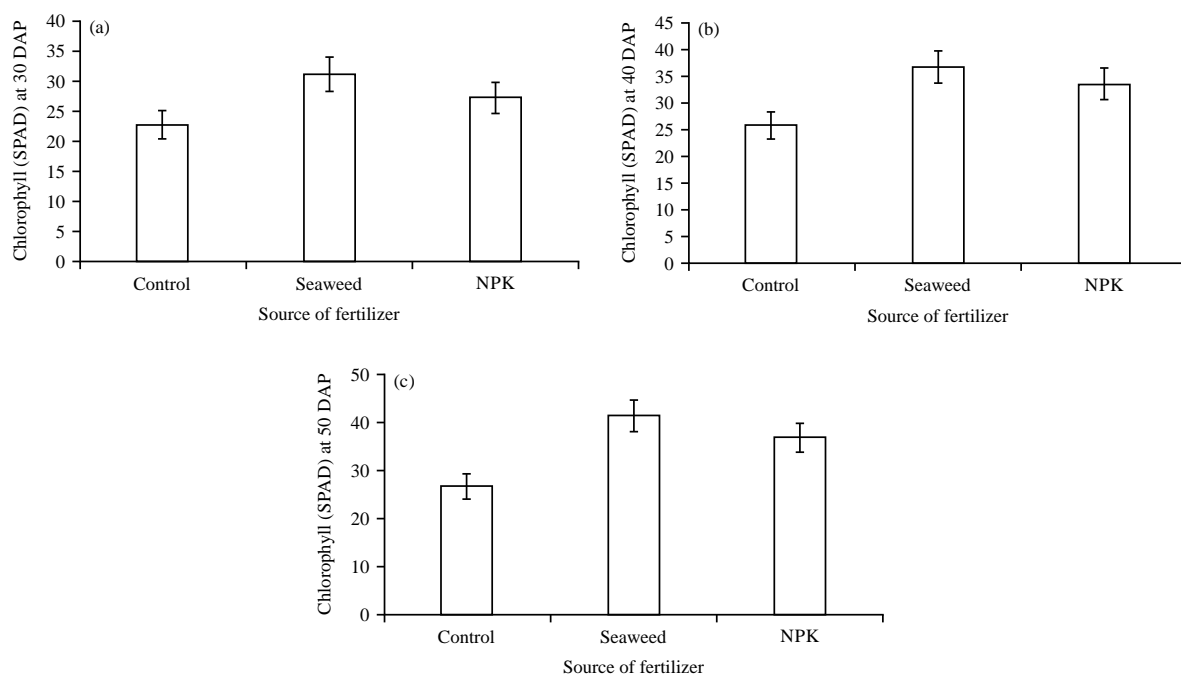 (a)
Chlorophyll (SPAD) at 30 DAP
40
35
30
25
20
15
10
5
0
Control Seaweed NPK
Source of fertilizer
(b)
Chlorophyll (SPAD) at 40 DAP
45
40
35
30
25
20
15
10
5
0
Control Seaweed NPK
Source of fertilizer
(c)
Chlorophyll (SPAD) at 50 DAP
50
40
30
20
10
0
Control Seaweed NPK
Source of fertilizer